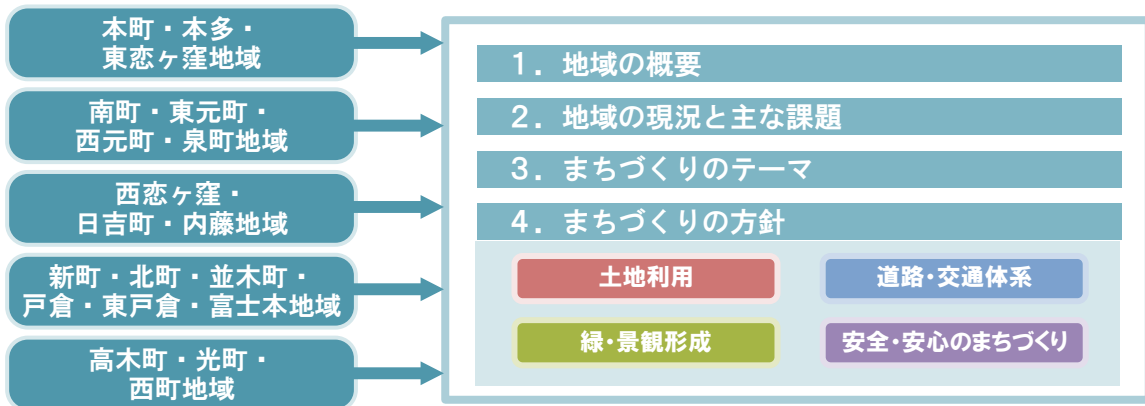 本町・本多・
東恋ヶ窪地域
南町・東元町・
西元町・泉町地域
西恋ヶ窪・
日吉町・内藤地域
新町・北町・並木町・
戸倉・東戸倉・富士本地域
高木町・光町・
西町地域
1．地域の概要
2．地域の現況と主な課題
3．まちづくりのテーマ
4．まちづくりの方針
土地利用
道路・交通体系
緑・景観形成
安全・安心のまちづくり